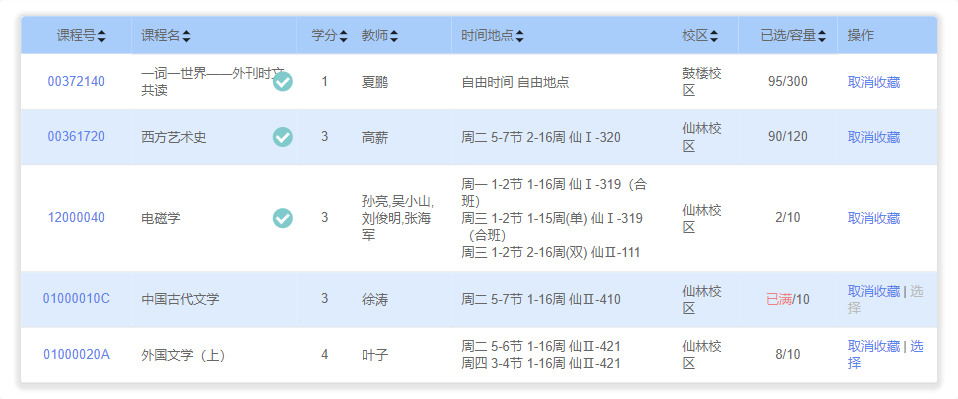 课程号 课程名 学分 教师 时间地点 校区 已选/容量 操作
00372140 一词一世界——外刊时文共读 1 夏鹏 自由时间 自由地点 鼓楼校区 95/300 取消收藏
00361720 西方艺术史 3 高薪 周二 5-7节 2-16周 仙Ⅰ-320 仙林校区 90/120 取消收藏
12000040 电磁学 3 孙亮,吴小山,刘俊明,张海军
周一 1-2节 1-16周 仙Ⅰ-319（合班）
周三 1-2节 1-15周(单) 仙Ⅰ-319（合班）
周三 1-2节 2-16周(双) 仙Ⅱ-111
仙林校区 2/10 取消收藏
01000010C 中国古代文学 3 徐涛 周二 5-7节 1-16周 仙Ⅱ-410 仙林校区 已满/10 取消收藏 | 选择
01000020A 外国文学（上） 4 叶子
周二 5-6节 1-16周 仙Ⅱ-421
周四 3-4节 1-16周 仙Ⅱ-421
仙林校区 8/10 取消收藏 | 选择